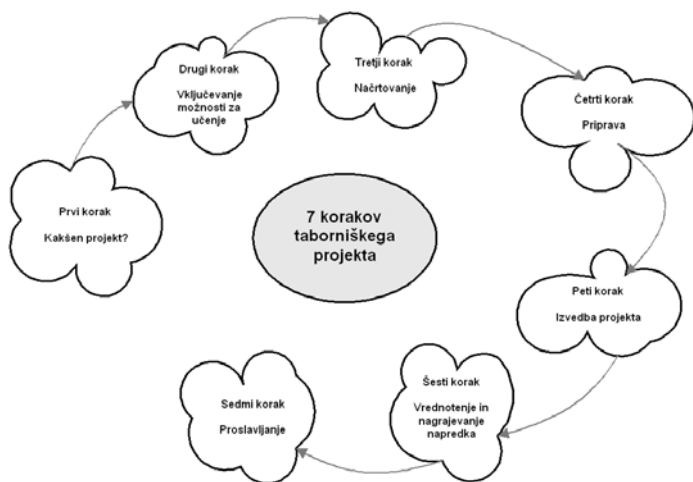 7 korakov
taborniškega
projekta
Prvi korak
Kakšen projekt?
Drugi korak
Vključevanje
možnosti za
učenje
Tretji korak
Načrtovanje
Četrti korak
Priprava
Peti korak
Izvedba projekta
Šesti korak
Vrednotenje in
nagrajevanje
napredka
Sedmi korak
Proslavljanje